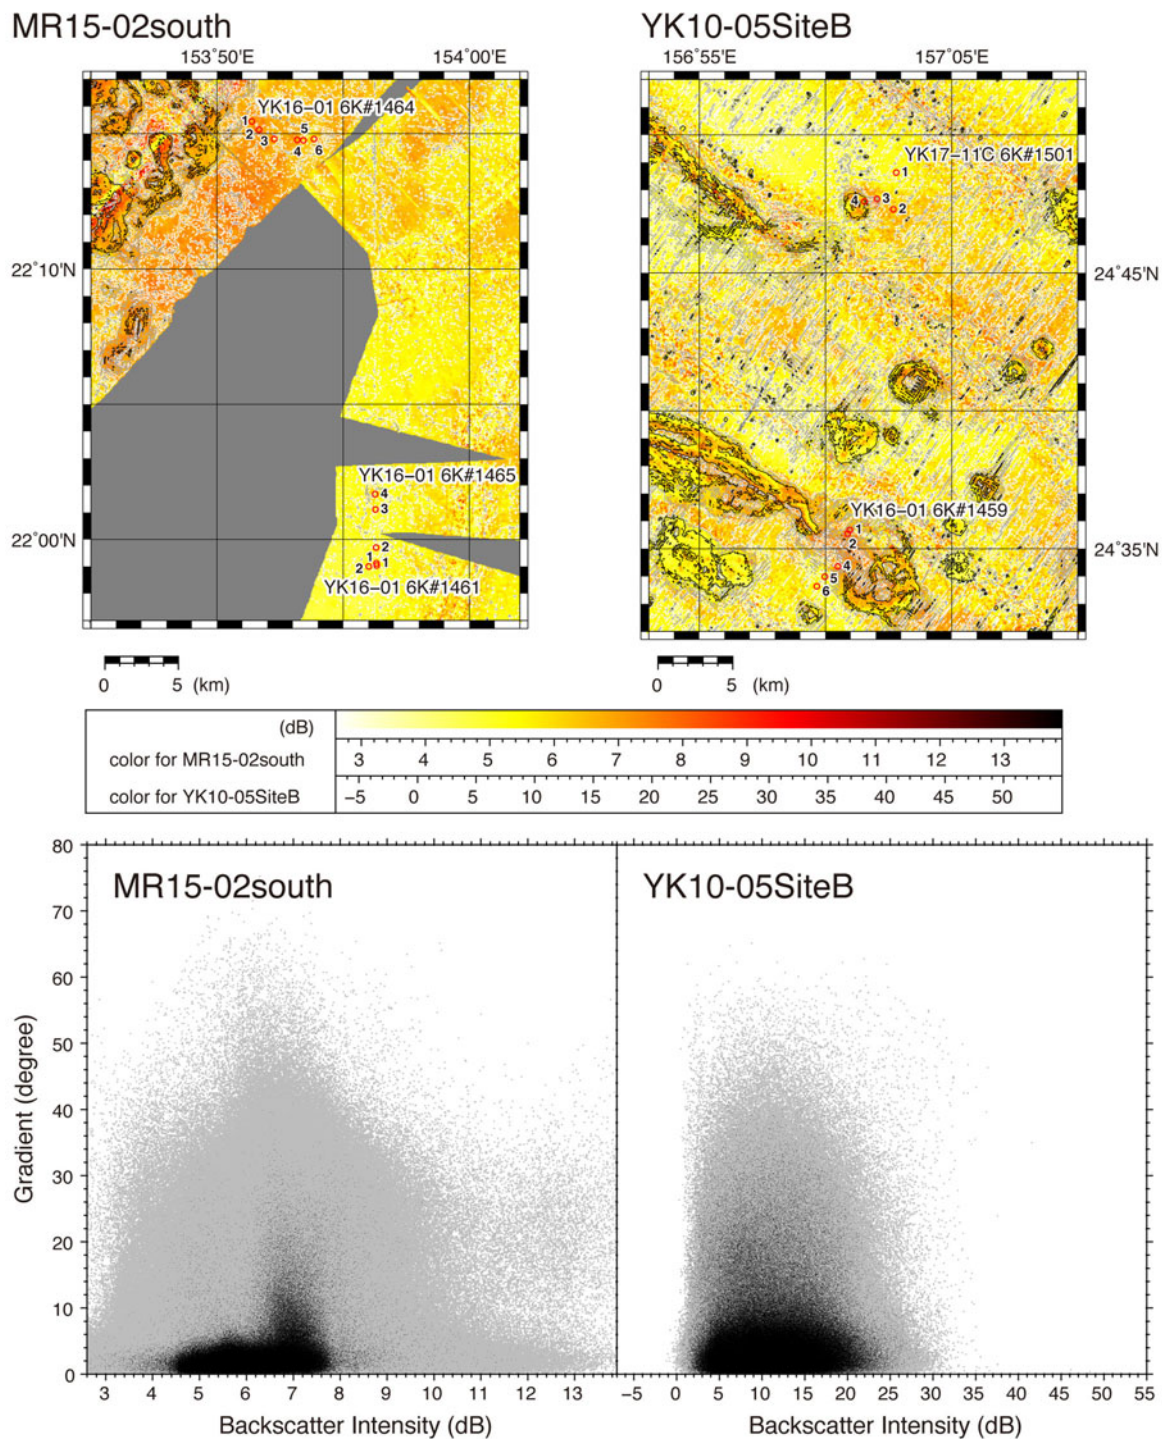 MR15-02south
YK10-05SiteB
153˚50'E
154˚00'E
156˚55'E
157˚05'E
YK16-01 6K#1464
1
2
3
4
5
6
22˚10'N
YK16-01 6K#1465
4
3
22˚00'N
2
1
2
1
YK16-01 6K#1461
YK17-11C 6K#1501
1
4
3
2
24˚45'N
YK16-01 6K#1459
1
2
24˚35'N
4
5
6
0 5 (km)
0 5 (km)
(dB)
color for MR15-02south 3 4 5 6 7 8 9 10 11 12 13
color for YK10-05SiteB -5 0 5 10 15 20 25 30 35 40 45 50
MR15-02south
YK10-05SiteB
Gradient (degree)
80
70
60
50
40
30
20
10
0
3 4 5 6 7 8 9 10 11 12 13
-5 0 5 10 15 20 25 30 35 40 45 50 55
Backscatter Intensity (dB)
Backscatter Intensity (dB)